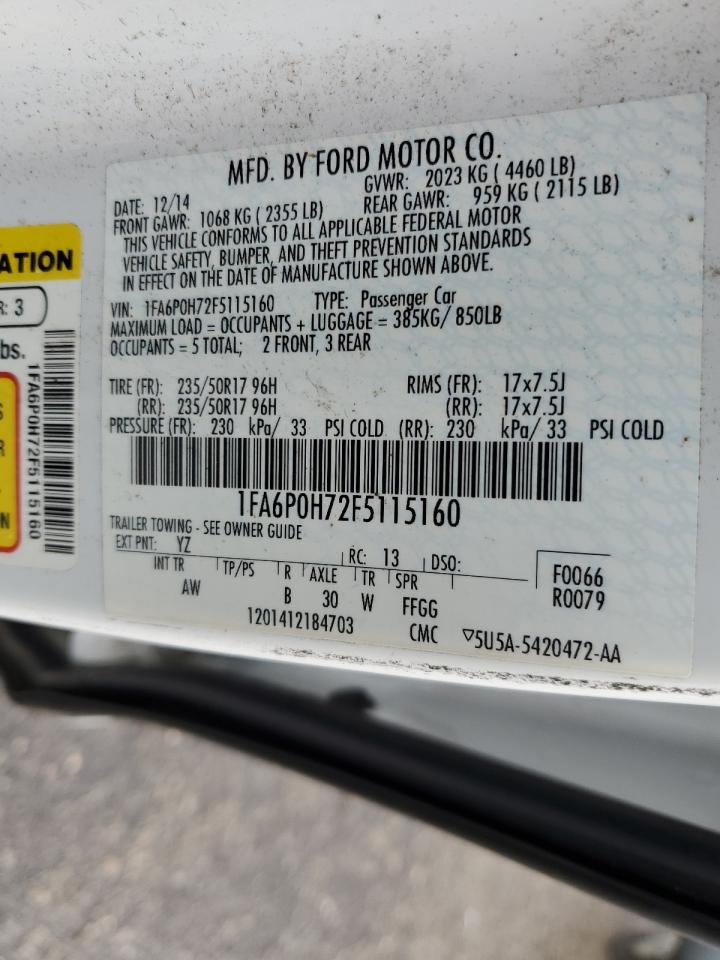 MFD. BY FORD MOTOR CO.
DATE: 12/14 GVWR: 2023 KG ( 4460 LB)
FRONT GAWR: 1068 KG ( 2355 LB) REAR GAWR: 959 KG ( 2115 LB)
THIS VEHICLE CONFORMS TO ALL APPLICABLE FEDERAL MOTOR
VEHICLE SAFETY, BUMPER, AND THEFT PREVENTION STANDARDS
IN EFFECT ON THE DATE OF MANUFACTURE SHOWN ABOVE.
VIN: 1FA6P0H72F5115160 TYPE: Passenger Car
MAXIMUM LOAD = OCCUPANTS + LUGGAGE = 385KG/ 850LB
OCCUPANTS = 5 TOTAL; 2 FRONT, 3 REAR
TIRE (FR): 235/50R17 96H RIMS (FR): 17x7.5J
(RR): 235/50R17 96H (RR): 17x7.5J
PRESSURE (FR): 230 kPa/ 33 PSI COLD (RR): 230 kPa/ 33 PSI COLD
1FA6P0H72F5115160
TRAILER TOWING - SEE OWNER GUIDE
EXT PNT: YZ RC: 13 DSO:
INT TR TP/PS R AXLE TR SPR
AW B 30 W FFGG
F0066
R0079
1201412184703 CMC ▽5U5A-5420472-AA
ATION
R: 3
bs.
S
R
N
1FA6P0H72F5115160